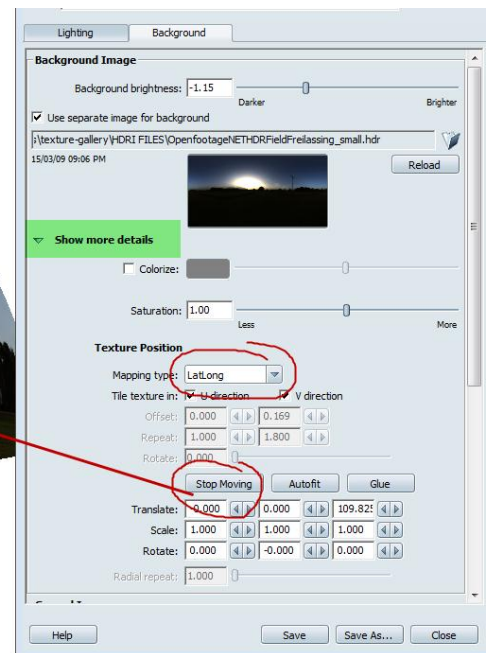 Lighting Background
Background Image
Background brightness: -1.15
Darker Brighter
Use separate image for background
:\texture-gallery\HDRI FILES\OpenfootageNETHDRFieldFreilassing_small.hdr
15/03/09 09:06 PM
Reload
Show more details
Colorize:
Saturation: 1.00
Less More
Texture Position
Mapping type: LatLong
Tile texture in: U direction V direction
Offset: 0.000 0.169
Repeat: 1.000 1.800
Rotate: 0.000
Stop Moving Autofit Glue
Translate: -0.000 0.000 109.825
Scale: 1.000 1.000 1.000
Rotate: 0.000 -0.000 0.000
Radial repeat: 1.000
Help Save Save As... Close